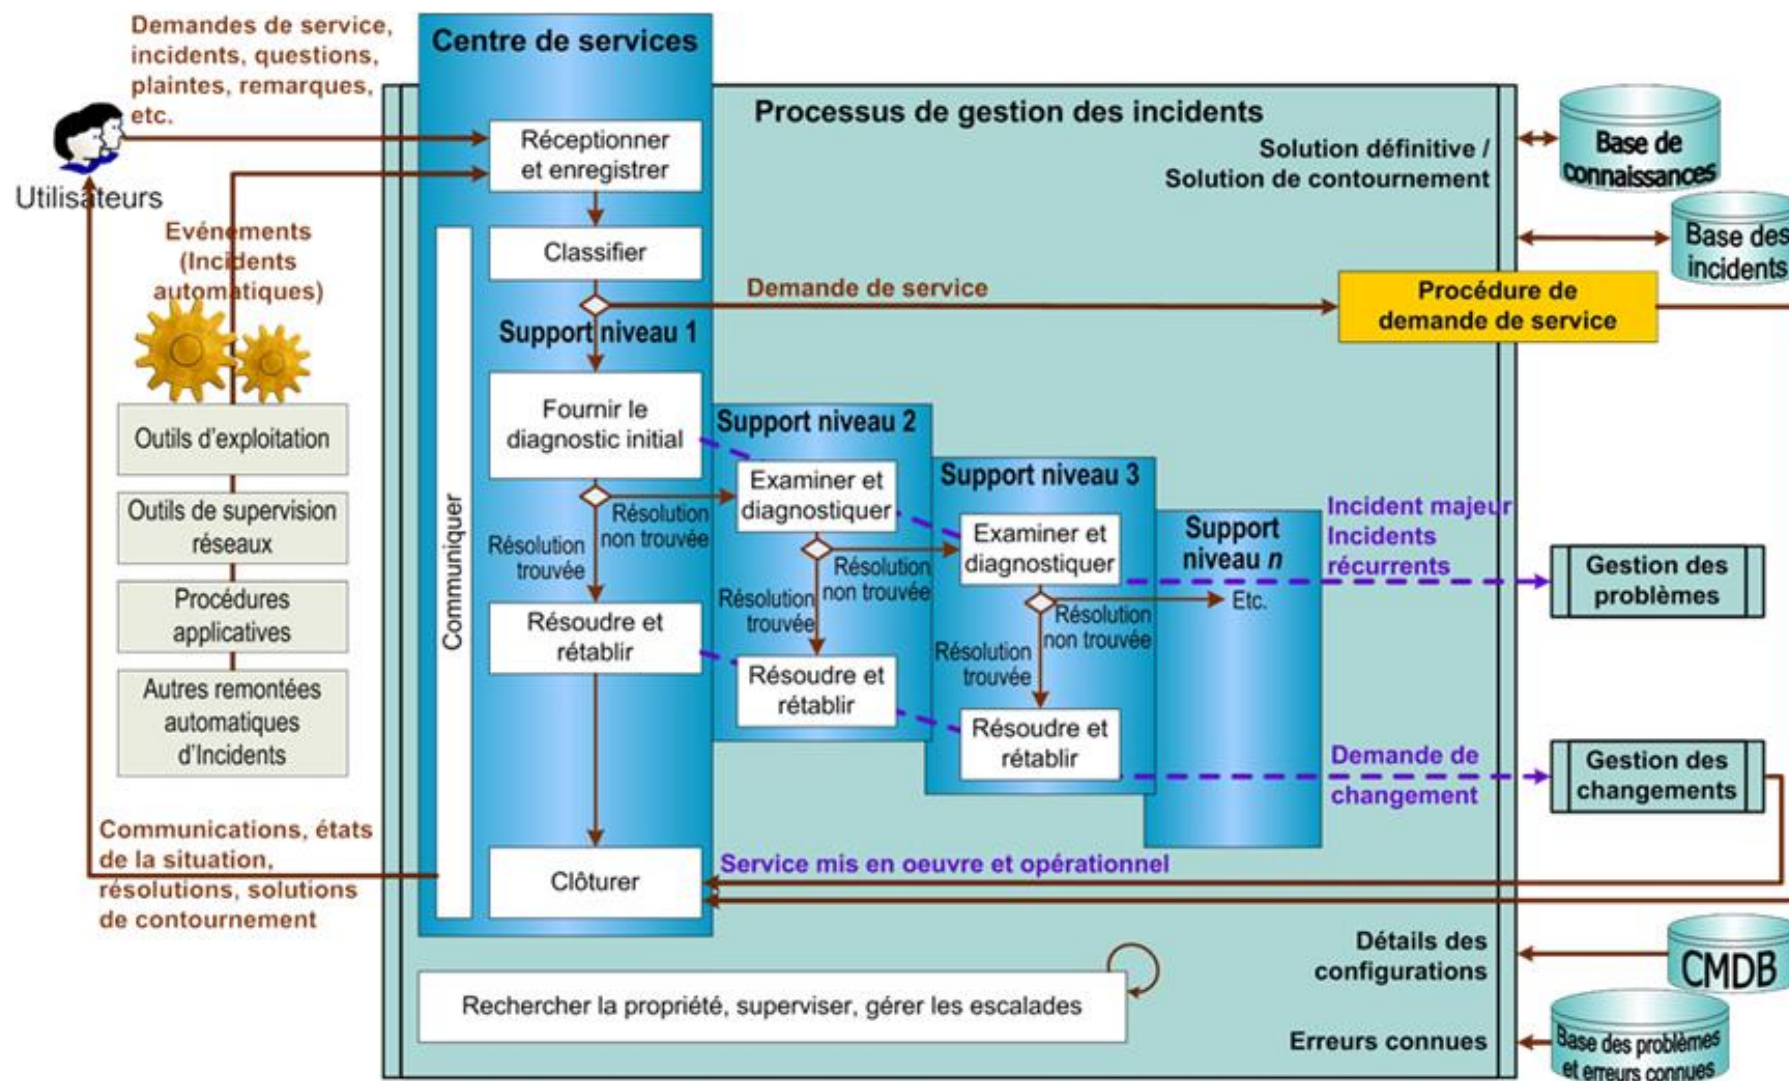 Demandes de service,
incidents, questions,
plaintes, remarques,
etc.
Utilisateurs
Centre de services
Processus de gestion des incidents
Réceptionner
et enregistrer
Solution définitive /
Solution de contournement
Base de
connaissances
Base des
incidents
Evénements
(Incidents
automatiques)
Classifier
Demande de service
Procédure de
demande de service
Support niveau 1
Fournir le
diagnostic initial
Outils d'exploitation
Outils de supervision
réseaux
Procédures
applicatives
Autres remontées
automatiques
d'Incidents
Communiquer
Résolution
non trouvée
Résolution
trouvée
Résoudre et
rétablir
Support niveau 2
Examiner et
diagnostiquer
Résolution
non trouvée
Résolution
trouvée
Résoudre et
rétablir
Support niveau 3
Examiner et
diagnostiquer
Résolution
non trouvée
Résolution
trouvée
Résoudre et
rétablir
Support
niveau n
Etc.
Incident majeur
Incidents
récurrents
Gestion des
problèmes
Demande de
changement
Gestion des
changements
Communications, états
de la situation,
résolutions, solutions
de contournement
Clôturer
Service mis en oeuvre et opérationnel
Rechercher la propriété, superviser, gérer les escalades
Détails des
configurations
CMDB
Erreurs connues
Base des problèmes
et erreurs connues